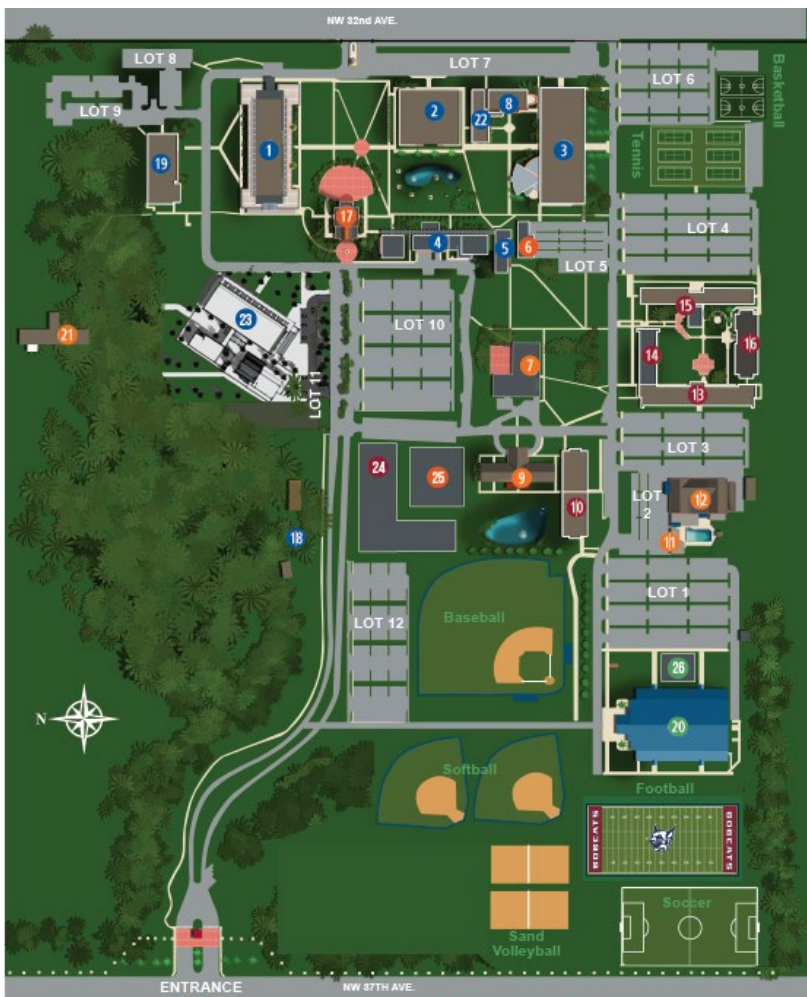 NW 32nd AVE.
LOT 8
LOT 7
LOT 6
Basketball
LOT 9
8
2
22
1
3
Tennis
19
17
LOT 4
4
5
6
LOT 5
15
23
LOT 10
21
14
16
7
LOT 11
13
24
25
LOT 3
9
10
12
LOT
2
18
11
LOT 1
LOT 12
Baseball
26
N
20
Softball
Football
BOBCATS
BOBCATS
Soccer
Sand
Volleyball
ENTRANCE
NW 37TH AVE.